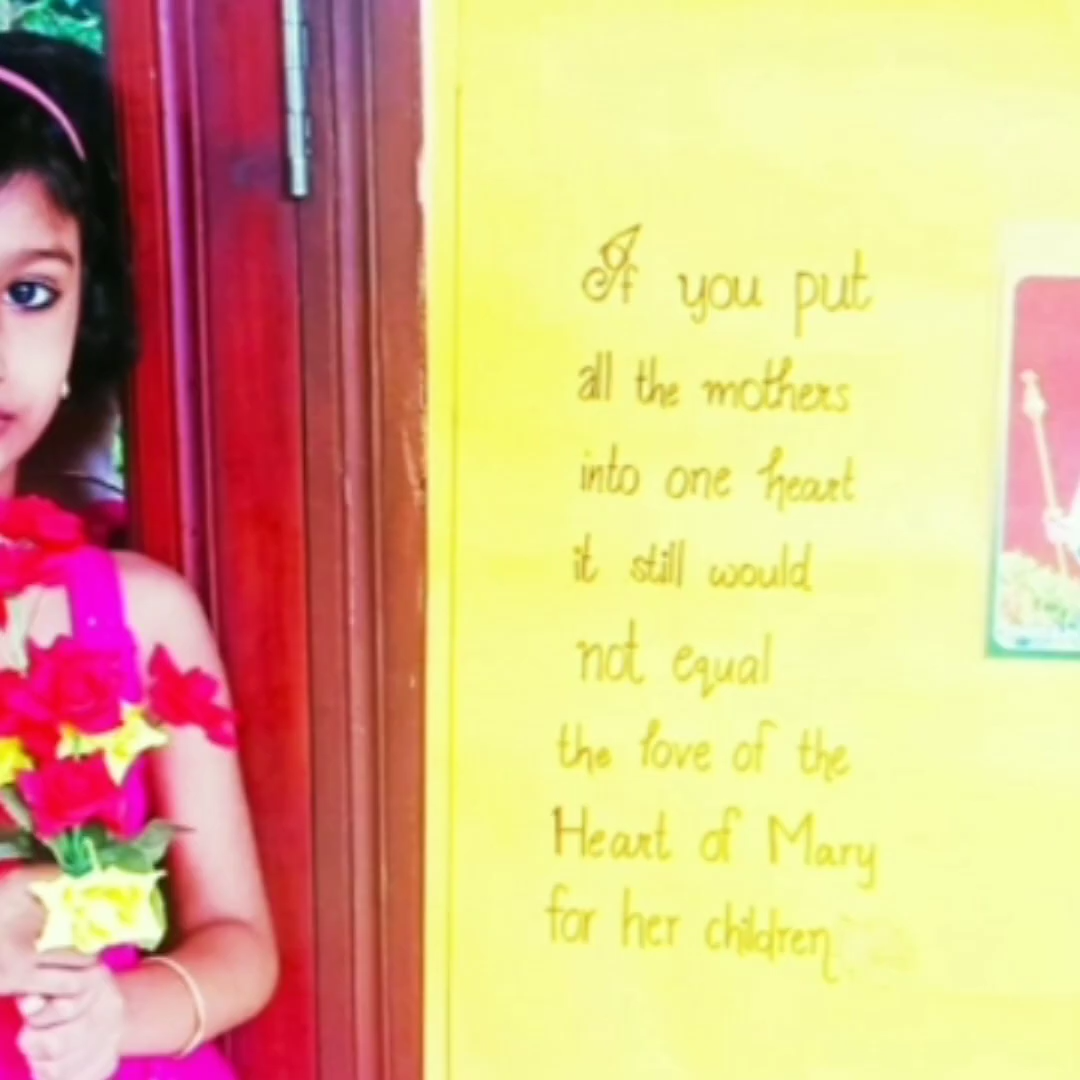 If you put
all the mothers
into one heart
it still would
not equal
the love of the
Heart of Mary
for her children